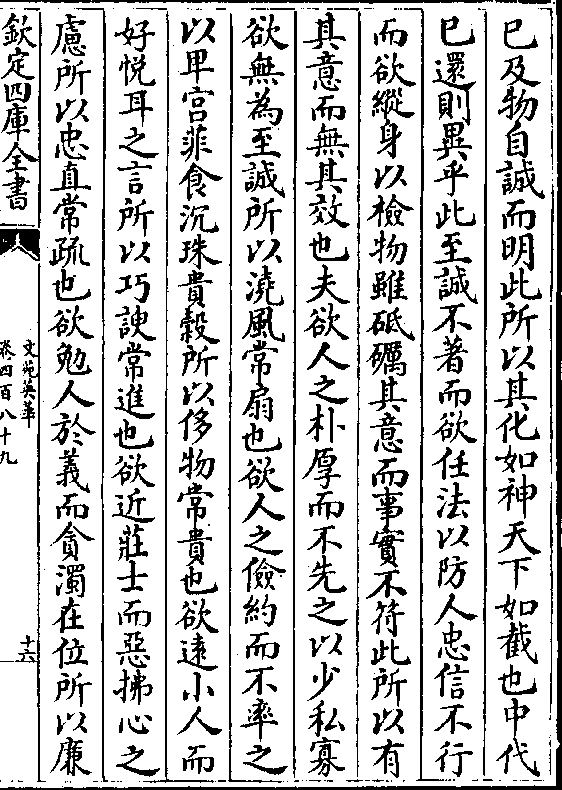 已及物自誠而明此所以其化如神天下如截也中代
已還則異乎此至誠不著而欲任法以防人忠信不行
而欲縱身以檢物雖砥礪其意而事實不符此所以有
其意而無其效也夫欲人之朴厚而不先之以少私寡
欲無為至誠所以澆風常扇也欲人之儉約而不率之
以卑宮菲食沉珠貴穀所以侈物常貴也欲遠小人而
好悅耳之言所以巧諛常進也欲近莊士而惡拂心之
慮所以忠直常疏也欲勉人於義而貪濁在位所以廉
欽定四庫全書
文苑英華
卷四百八十九
十六